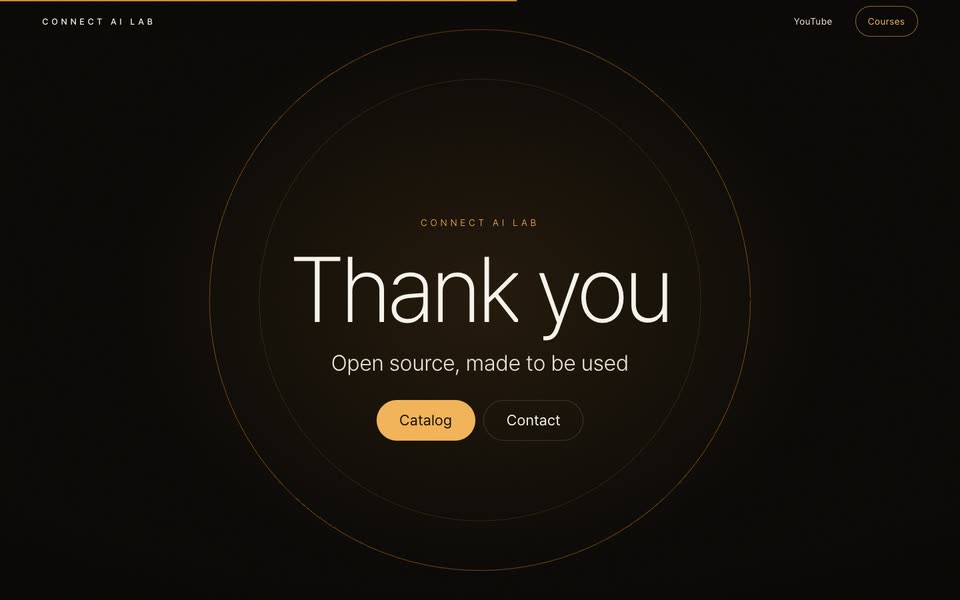 CONNECT AI LAB
YouTube
Courses
CONNECT AI LAB
Thank you
Open source, made to be used
Catalog
Contact